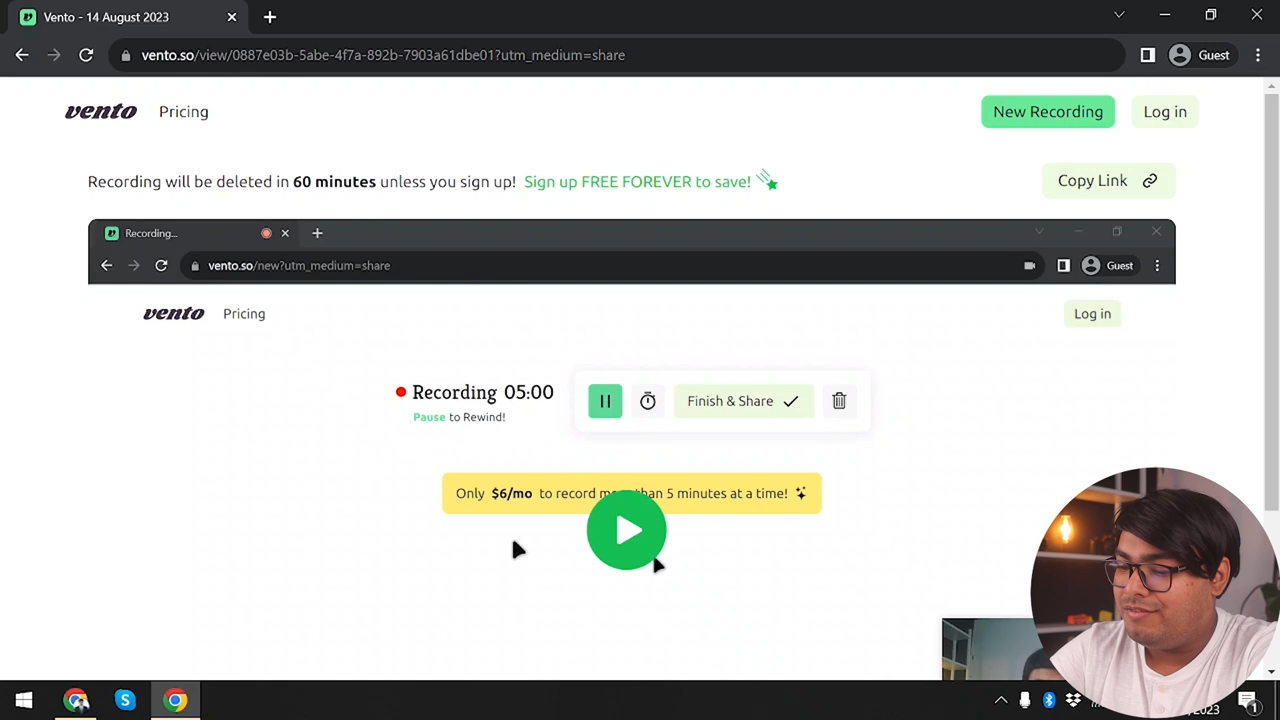 Vento - 14 August 2023
vento.so/view/0887e03b-5abe-4f7a-892b-7903a61dbe01?utm_medium=share
Guest
vento Pricing New Recording Log in
Recording will be deleted in 60 minutes unless you sign up! Sign up FREE FOREVER to save! Copy Link
Recording...
vento.so/new?utm_medium=share Guest
vento Pricing Log in
Recording 05:00 Finish & Share
Pause to Rewind!
Only $6/mo to record more than 5 minutes at a time!
1